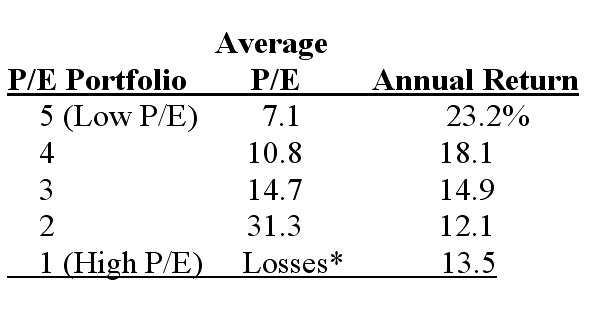 Average
P/E Portfolio P/E Annual Return
5 (Low P/E) 7.1 23.2%
4 10.8 18.1
3 14.7 14.9
2 31.3 12.1
1 (High P/E) Losses* 13.5